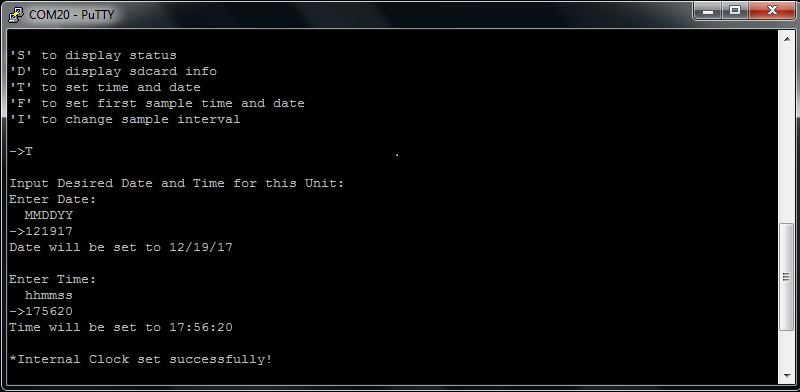 COM20 - PuTTY
'S' to display status
'D' to display sdcard info
'T' to set time and date
'F' to set first sample time and date
'I' to change sample interval
->T
Input Desired Date and Time for this Unit:
Enter Date:
MMDDYY
->121917
Date will be set to 12/19/17
Enter Time:
hhmmss
->175620
Time will be set to 17:56:20
*Internal Clock set successfully!